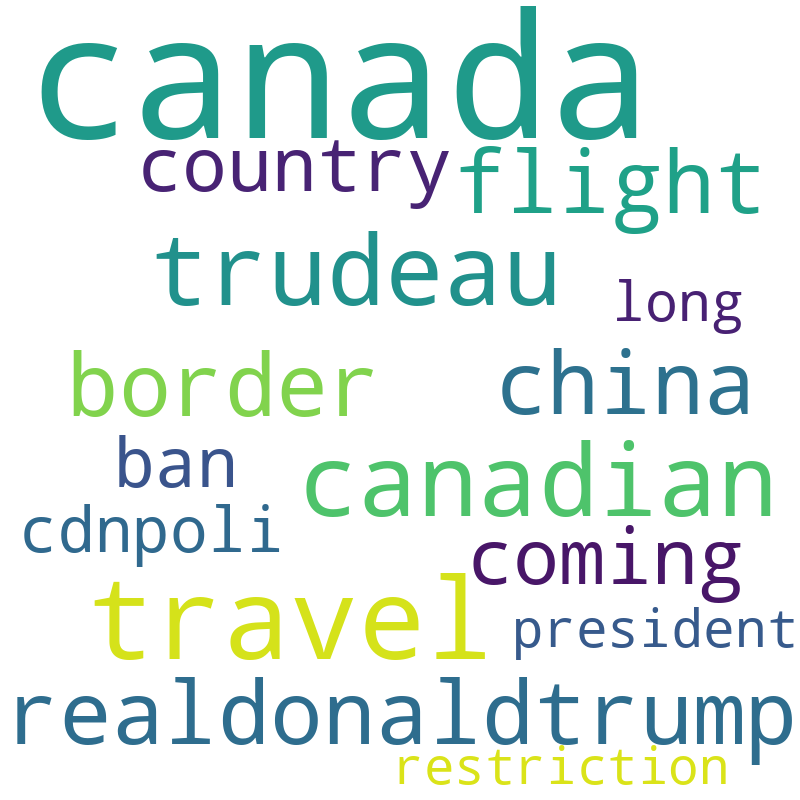 canada
country flight
trudeau
long
border china
ban canadian
cdnpoli coming
travel president
realdonaldtrump
restriction